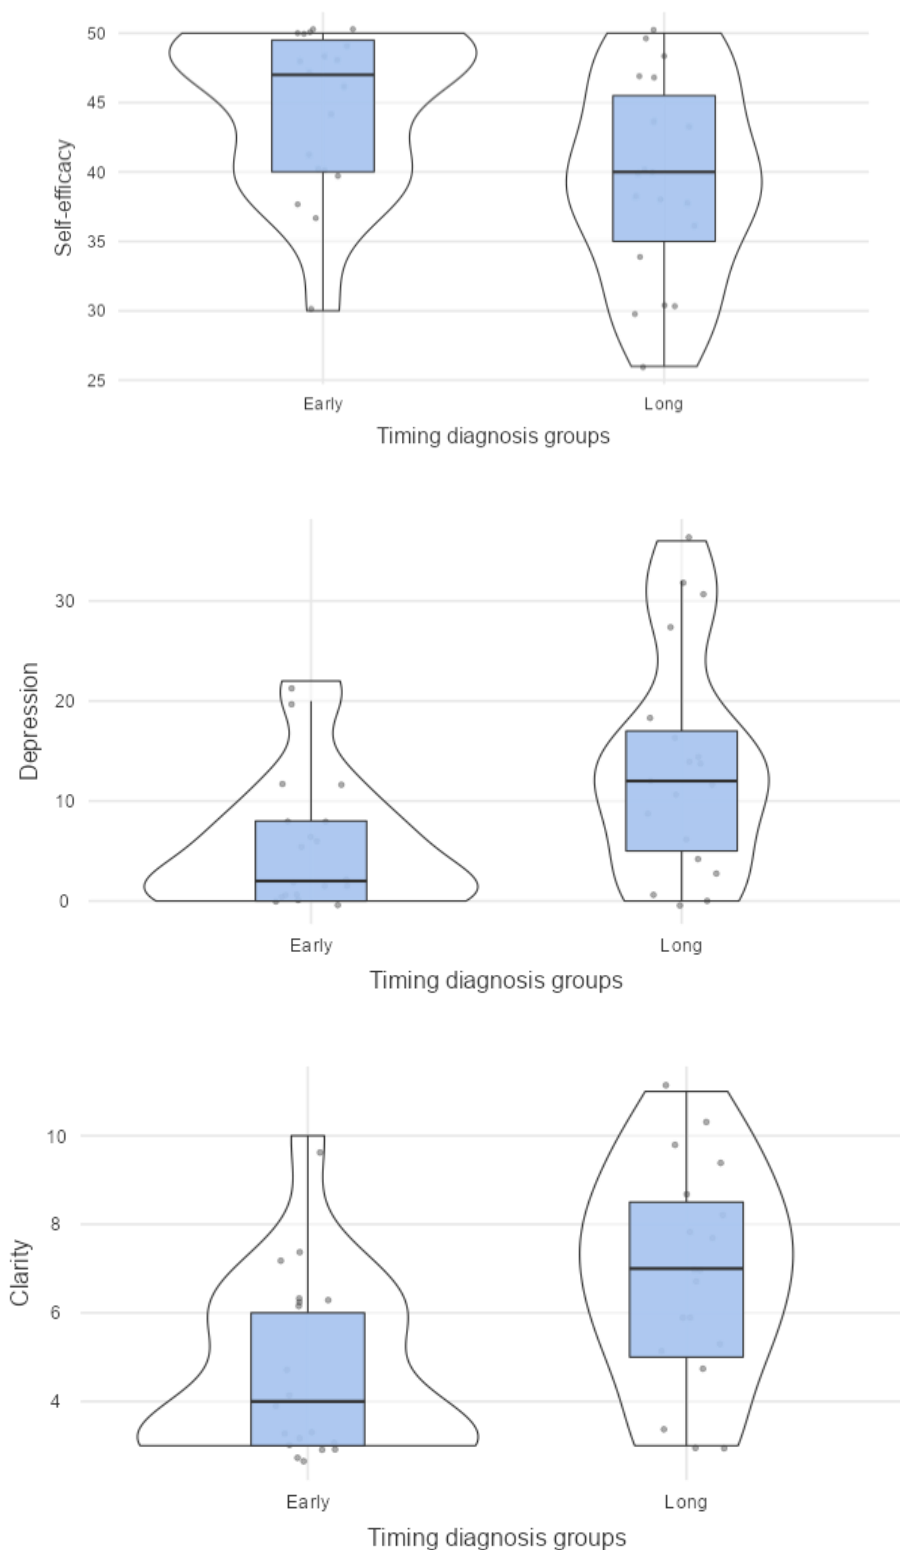 50
45
40
35
30
25
Self-efficacy
Early
Long
Timing diagnosis groups
30
20
10
0
Depression
Early
Long
Timing diagnosis groups
10
8
6
4
Clarity
Early
Long
Timing diagnosis groups